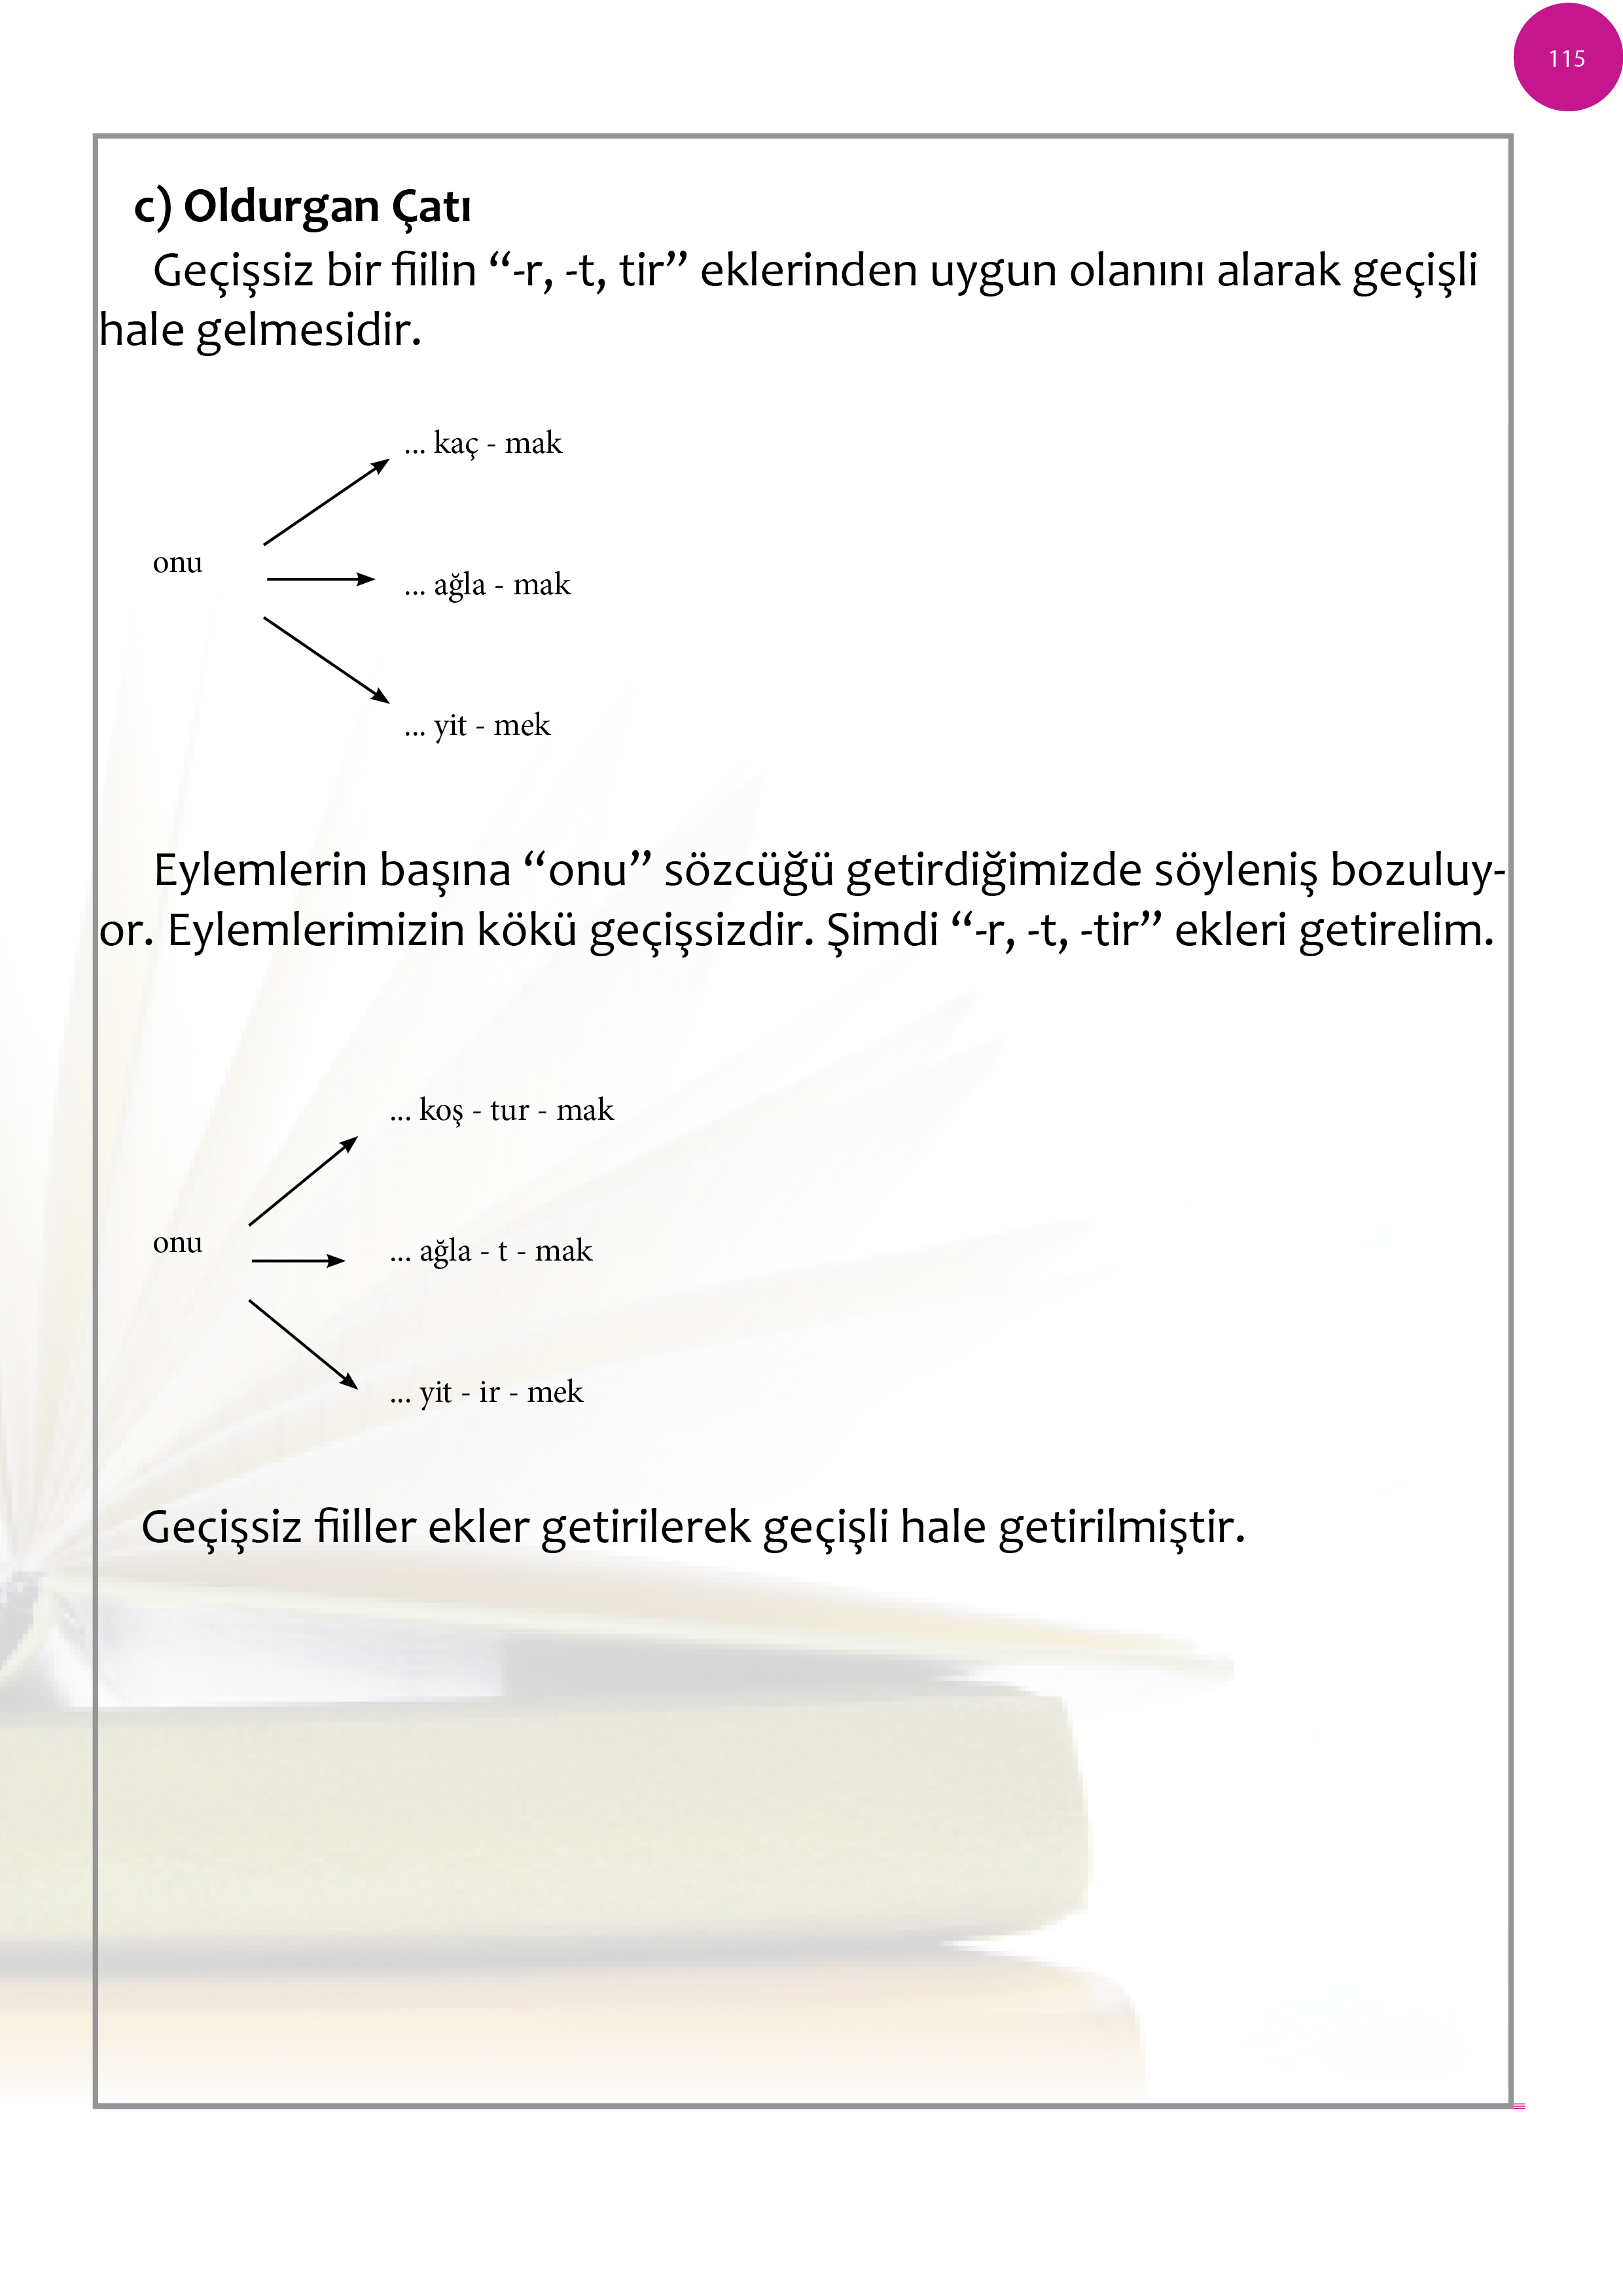 115
c) Oldurgan Çatı
Geçişsiz bir fiilin “-r, -t, tir” eklerinden uygun olanını alarak geçişli
hale gelmesidir.
... kaç - mak
onu
... ağla - mak
... yit - mek
Eylemlerin başına “onu” sözcüğü getirdiğimizde söyleniş bozuluy-
or. Eylemlerimizin kökü geçişsizdir. Şimdi “-r, -t, -tir” ekleri getirelim.
... koş - tur - mak
onu
... ağla - t - mak
... yit - ir - mek
Geçişsiz fiiller ekler getirilerek geçişli hale getirilmiştir.